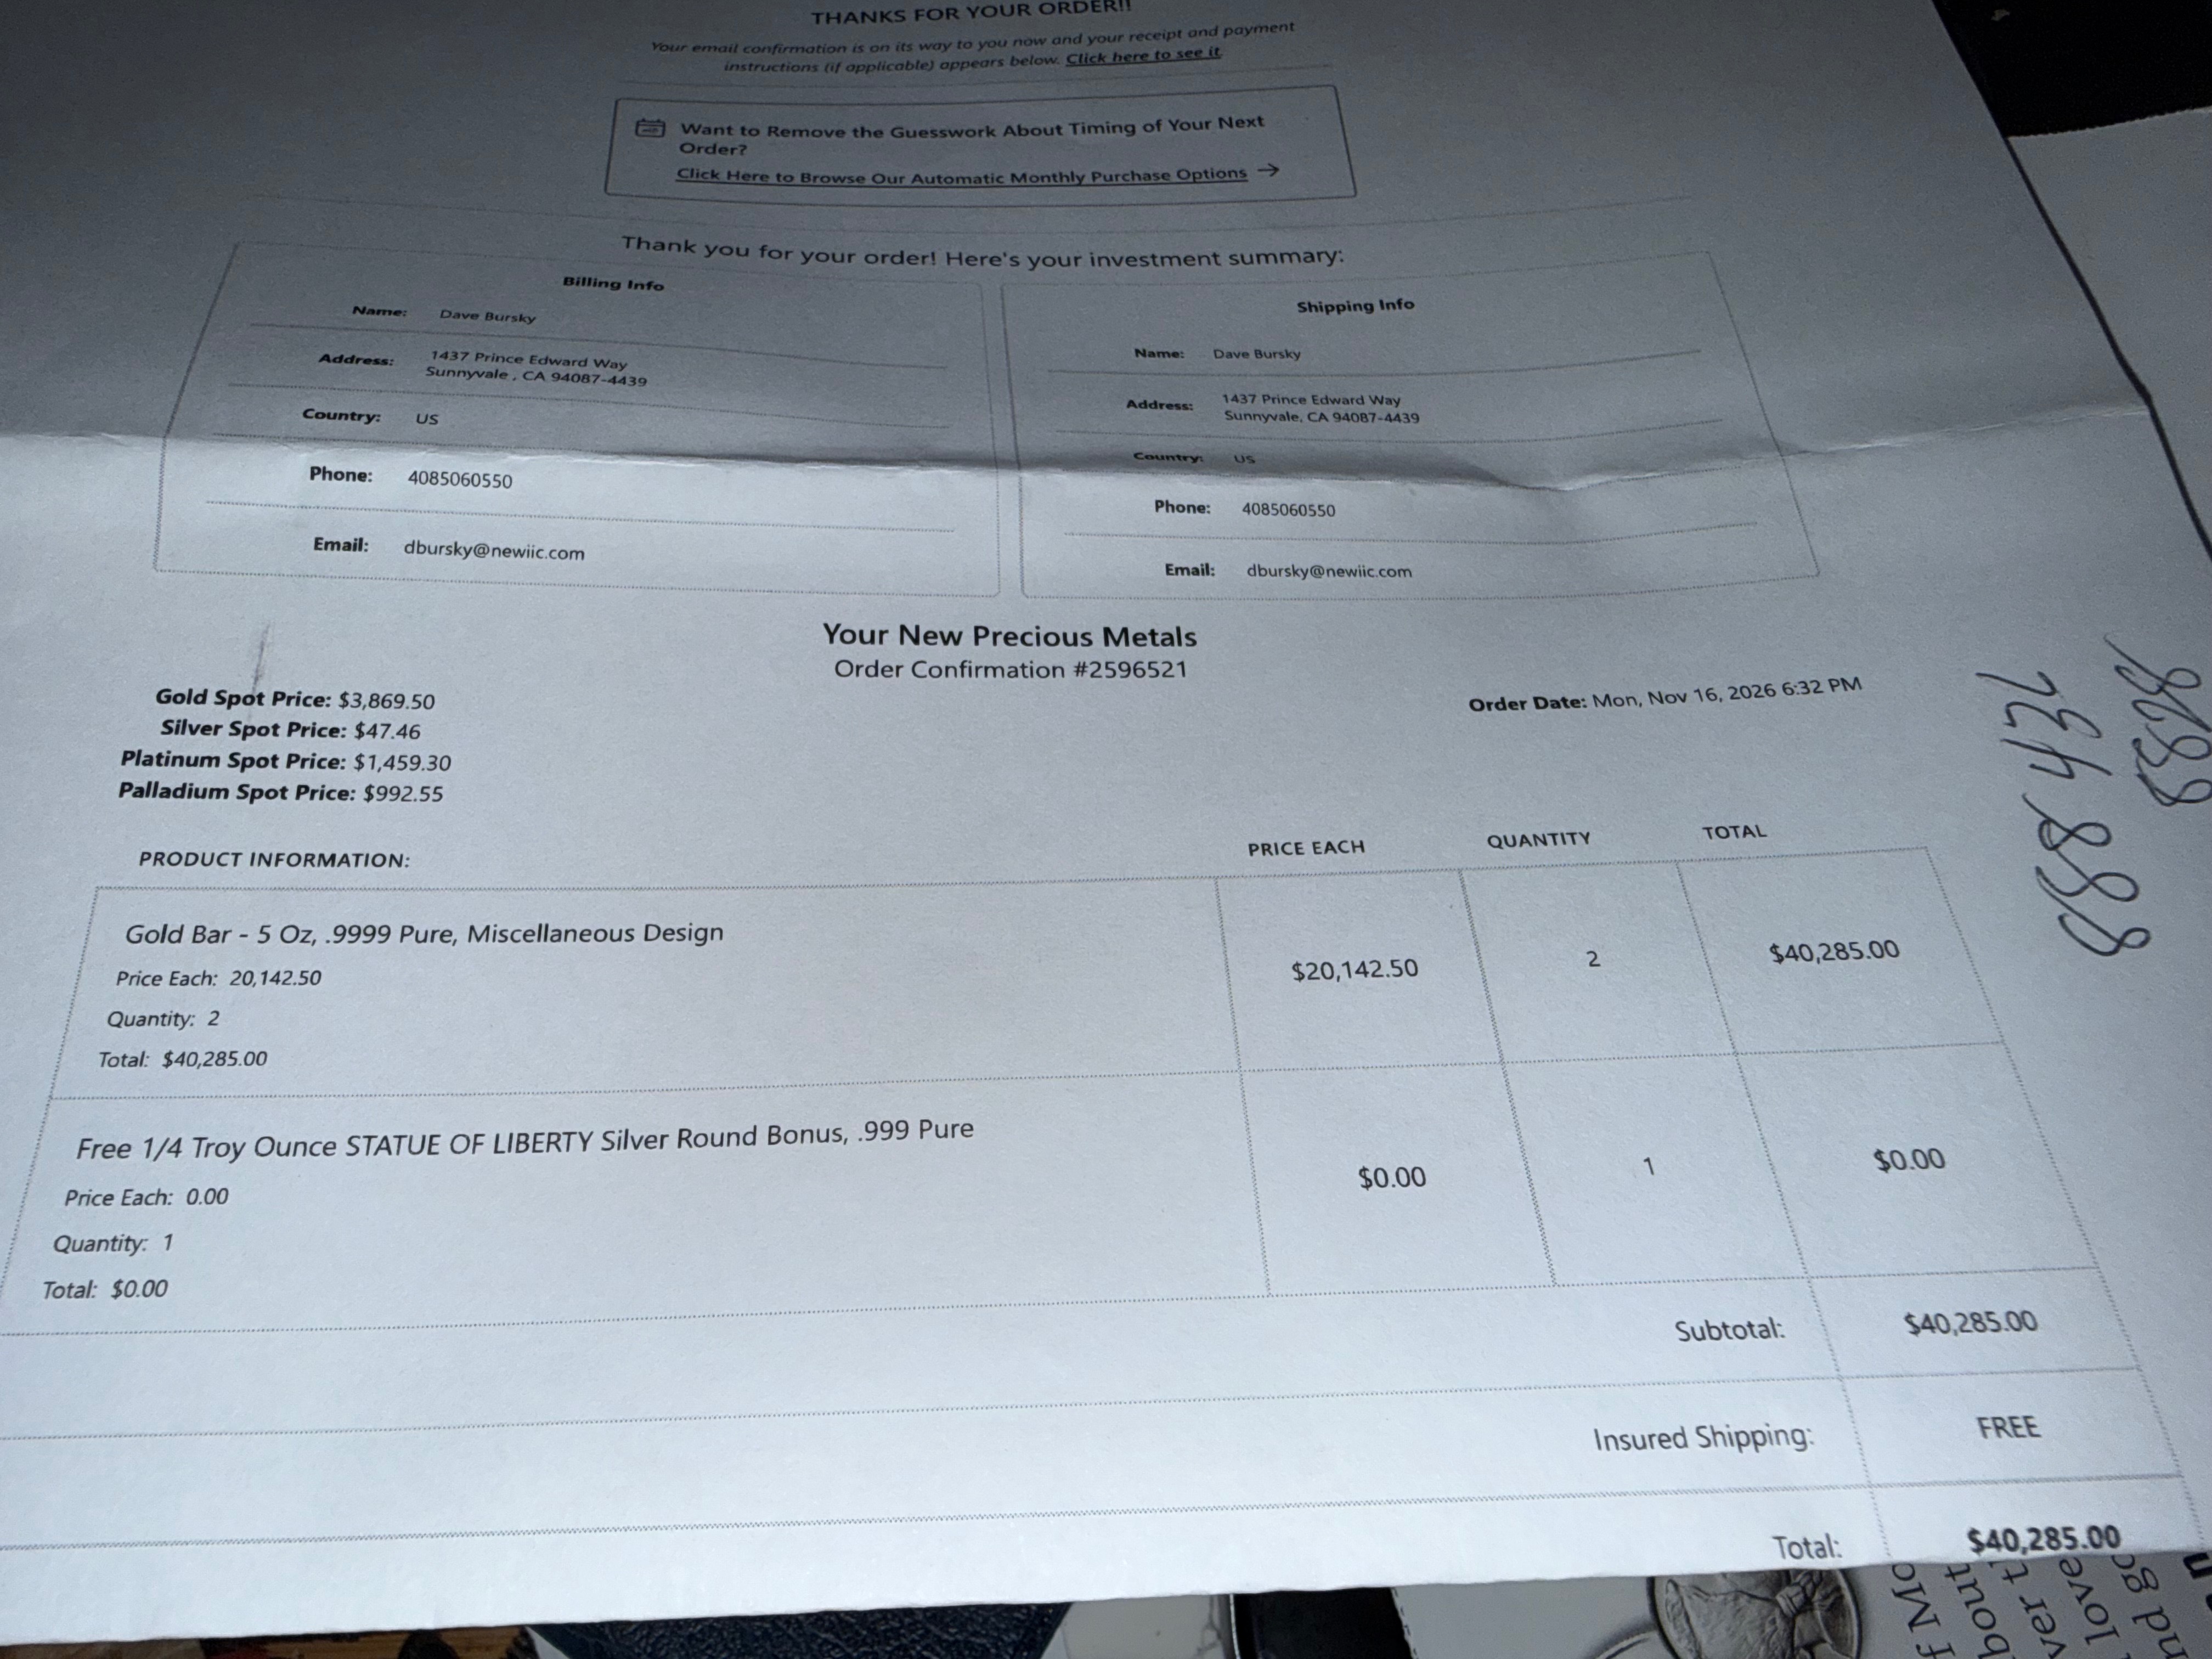 THANKS FOR YOUR ORDER!!
Your email confirmation is on its way to you now and your receipt and payment
instructions (if applicable) appears below. Click here to see it
Want to Remove the Guesswork About Timing of Your Next
Order?
Click Here to Browse Our Automatic Monthly Purchase Options →
Thank you for your order! Here's your investment summary:
Billing Info
Name: Dave Bursky
Address: 1437 Prince Edward Way
Sunnyvale , CA 94087-4439
Country: US
Phone: 4085060550
Email: dbursky@newiic.com
Shipping Info
Name: Dave Bursky
Address: 1437 Prince Edward Way
Sunnyvale, CA 94087-4439
Country: US
Phone: 4085060550
Email: dbursky@newiic.com
Your New Precious Metals
Order Confirmation #2596521
Gold Spot Price: $3,869.50
Silver Spot Price: $47.46
Platinum Spot Price: $1,459.30
Palladium Spot Price: $992.55
Order Date: Mon, Nov 16, 2026 6:32 PM
PRODUCT INFORMATION: PRICE EACH QUANTITY TOTAL
Gold Bar - 5 Oz, .9999 Pure, Miscellaneous Design
Price Each: 20,142.50
Quantity: 2
Total: $40,285.00
$20,142.50 2 $40,285.00
Free 1/4 Troy Ounce STATUE OF LIBERTY Silver Round Bonus, .999 Pure
Price Each: 0.00
Quantity: 1
Total: $0.00
$0.00 1 $0.00
Subtotal: $40,285.00
Insured Shipping: FREE
Total: $40,285.00
bout
love